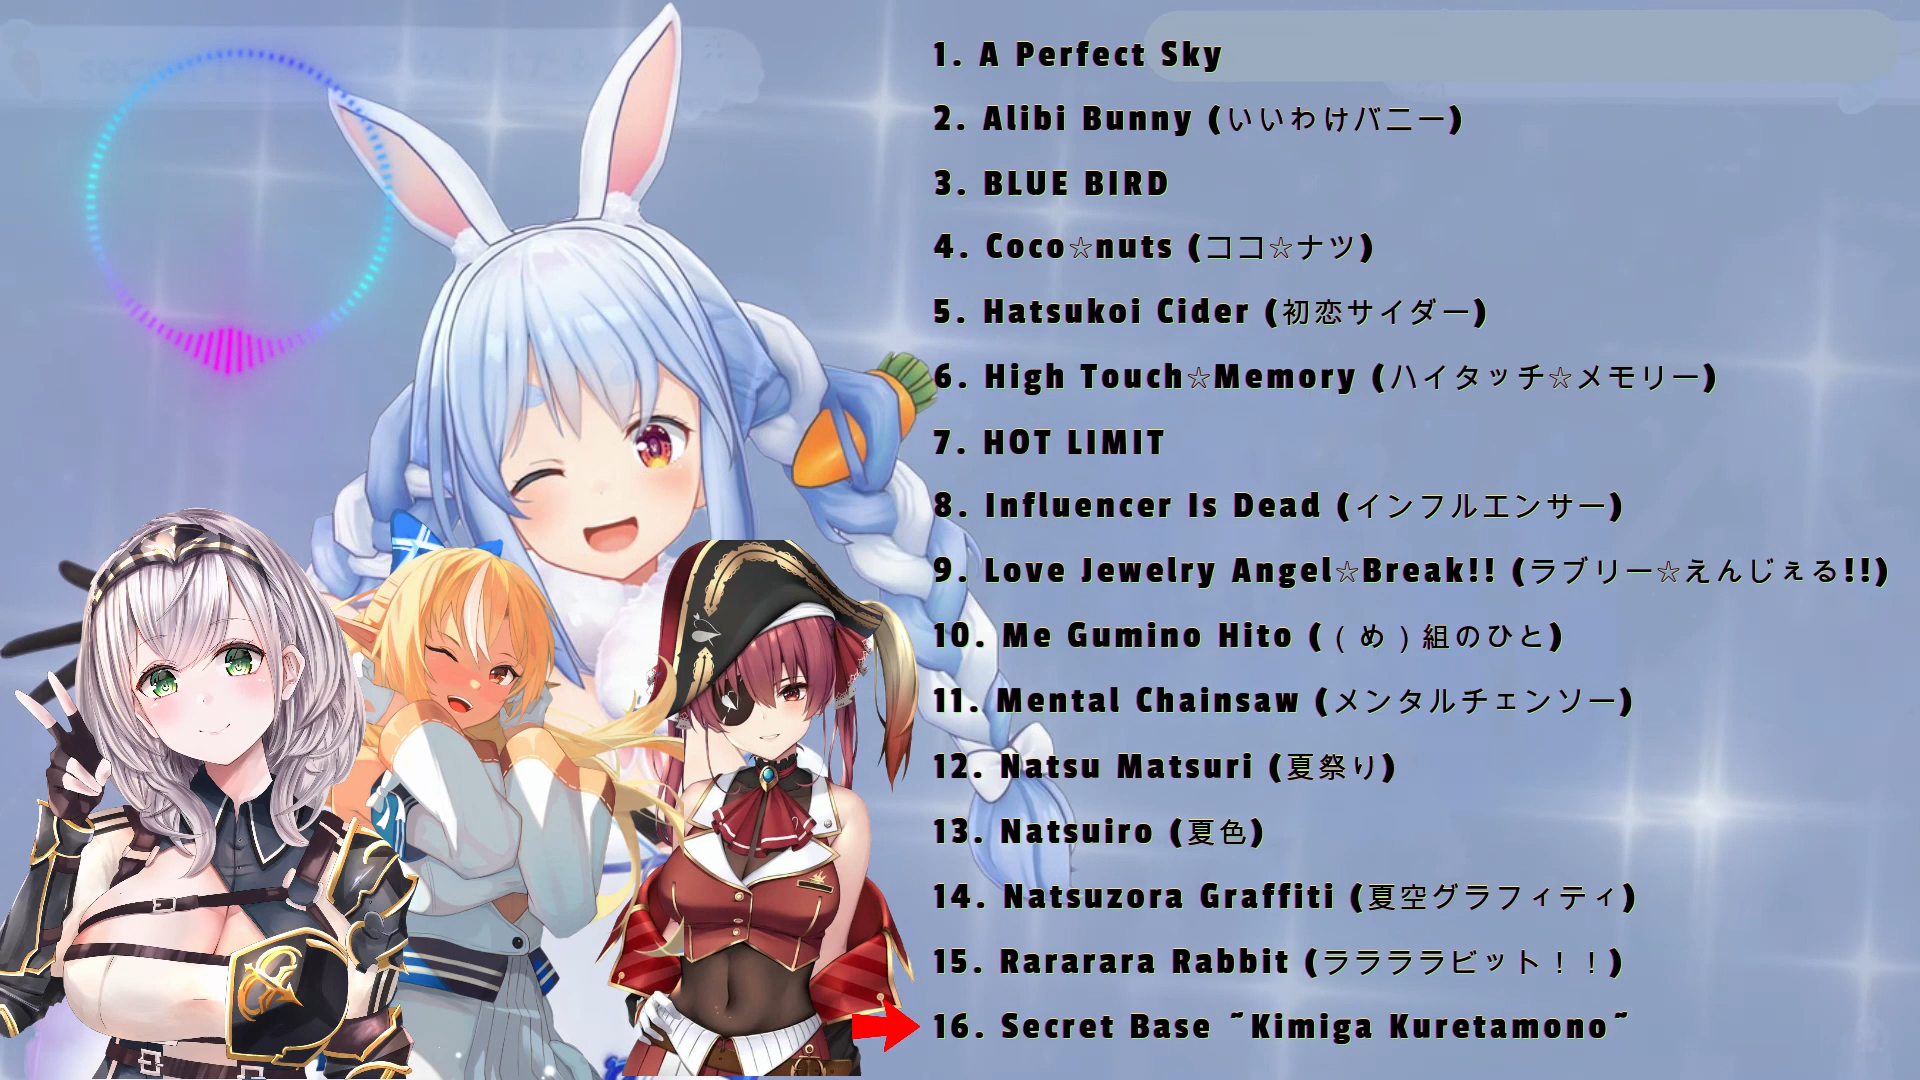 1. A Perfect Sky
2. Alibi Bunny (いいわけバニー)
3. BLUE BIRD
4. Coco☆nuts (ココ☆ナツ)
5. Hatsukoi Cider (初恋サイダー)
6. High Touch☆Memory (ハイタッチ☆メモリー)
7. HOT LIMIT
8. Influencer Is Dead (インフルエンサー)
9. Love Jewelry Angel☆Break!! (ラブリー☆えんじぇる!!)
10. Me Gumino Hito (（め）組のひと)
11. Mental Chainsaw (メンタルチェンソー)
12. Natsu Matsuri (夏祭り)
13. Natsuiro (夏色)
14. Natsuzora Graffiti (夏空グラフィティ)
15. Rararara Rabbit (ララララビット！！)
16. Secret Base ~Kimiga Kuretamono~